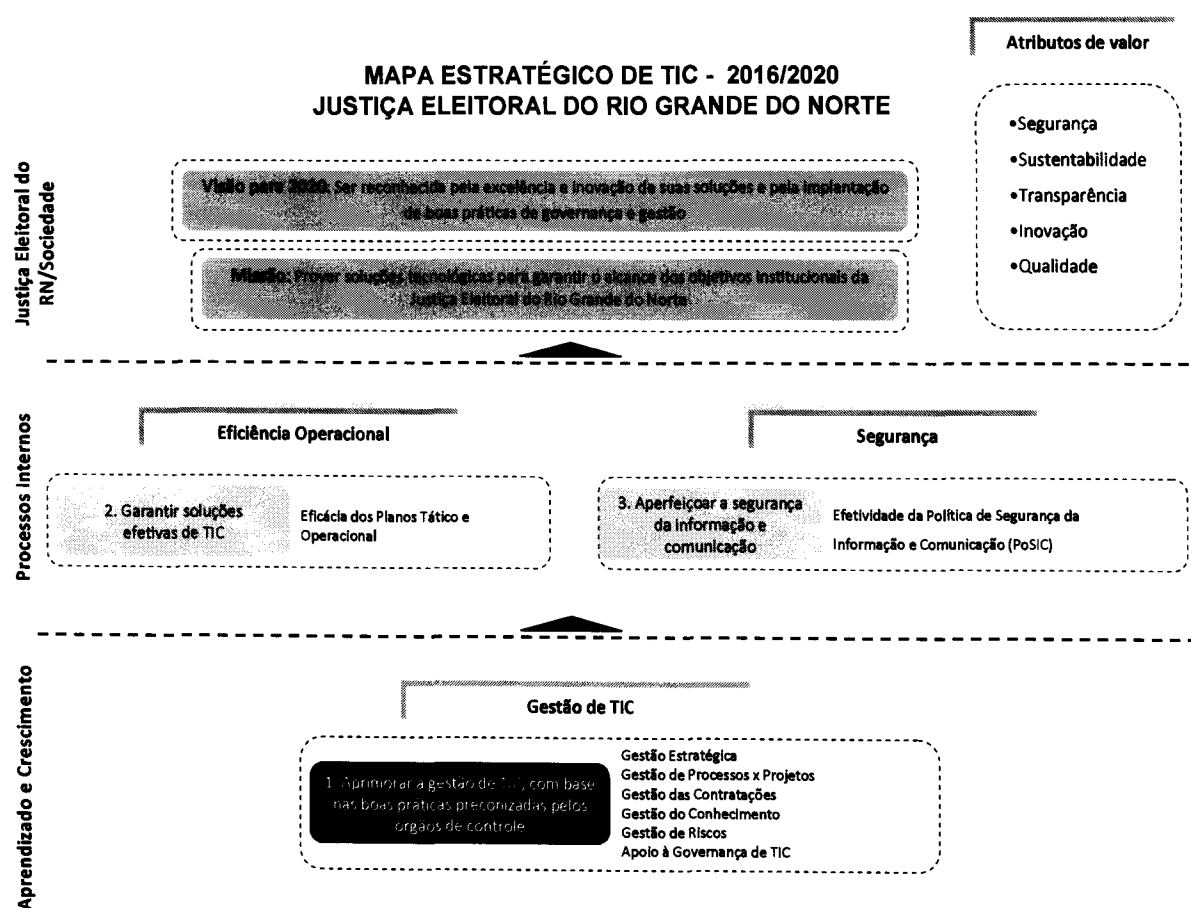 MAPA ESTRATÉGICO DE TIC - 2016/2020
JUSTIÇA ELEITORAL DO RIO GRANDE DO NORTE
Atributos de valor
•Segurança
•Sustentabilidade
•Transparência
•Inovação
•Qualidade
Justiça Eleitoral do
RN/Sociedade
Visão para 2020: Ser reconhecida pela excelência e inovação de suas soluções e pela implantação
de boas práticas de governança e gestão
Missão: Prover soluções tecnológicas para garantir o alcance dos objetivos institucionais da
Justiça Eleitoral do Rio Grande do Norte
Processos Internos
Eficiência Operacional
2. Garantir soluções
efetivas de TIC
Eficácia dos Planos Tático e
Operacional
Segurança
3. Aperfeiçoar a segurança
da informação e
comunicação
Efetividade da Política de Segurança da
Informação e Comunicação (PoSIC)
Aprendizado e Crescimento
Gestão de TIC
1. Aprimorar a gestão de TIC, com base
nas boas práticas preconizadas pelos
órgãos de controle
Gestão Estratégica
Gestão de Processos x Projetos
Gestão das Contratações
Gestão do Conhecimento
Gestão de Riscos
Apoio à Governança de TIC